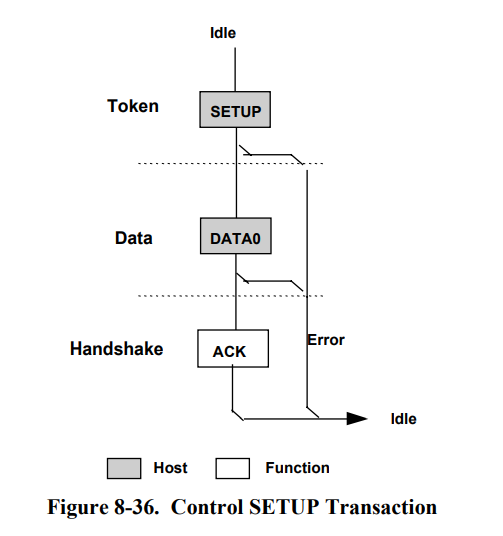 Idle
Token
SETUP
Data
DATA0
Handshake
ACK
Error
Idle
Host
Function
Figure 8-36. Control SETUP Transaction